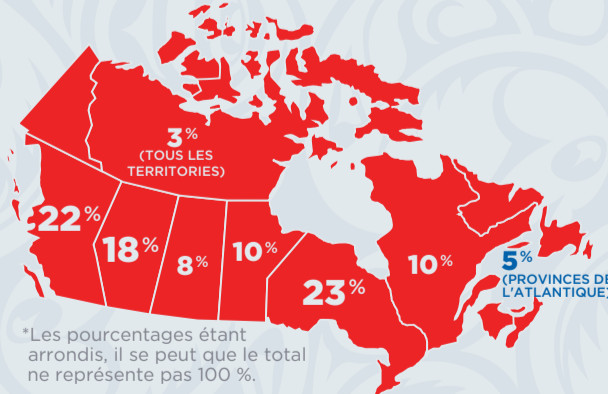 3%
(TOUS LES
TERRITOIRES)
22%
18%
8%
10%
23%
10%
5%
(PROVINCES DE
L'ATLANTIQUE)
*Les pourcentages étant
arrondis, il se peut que le total
ne représente pas 100 %.